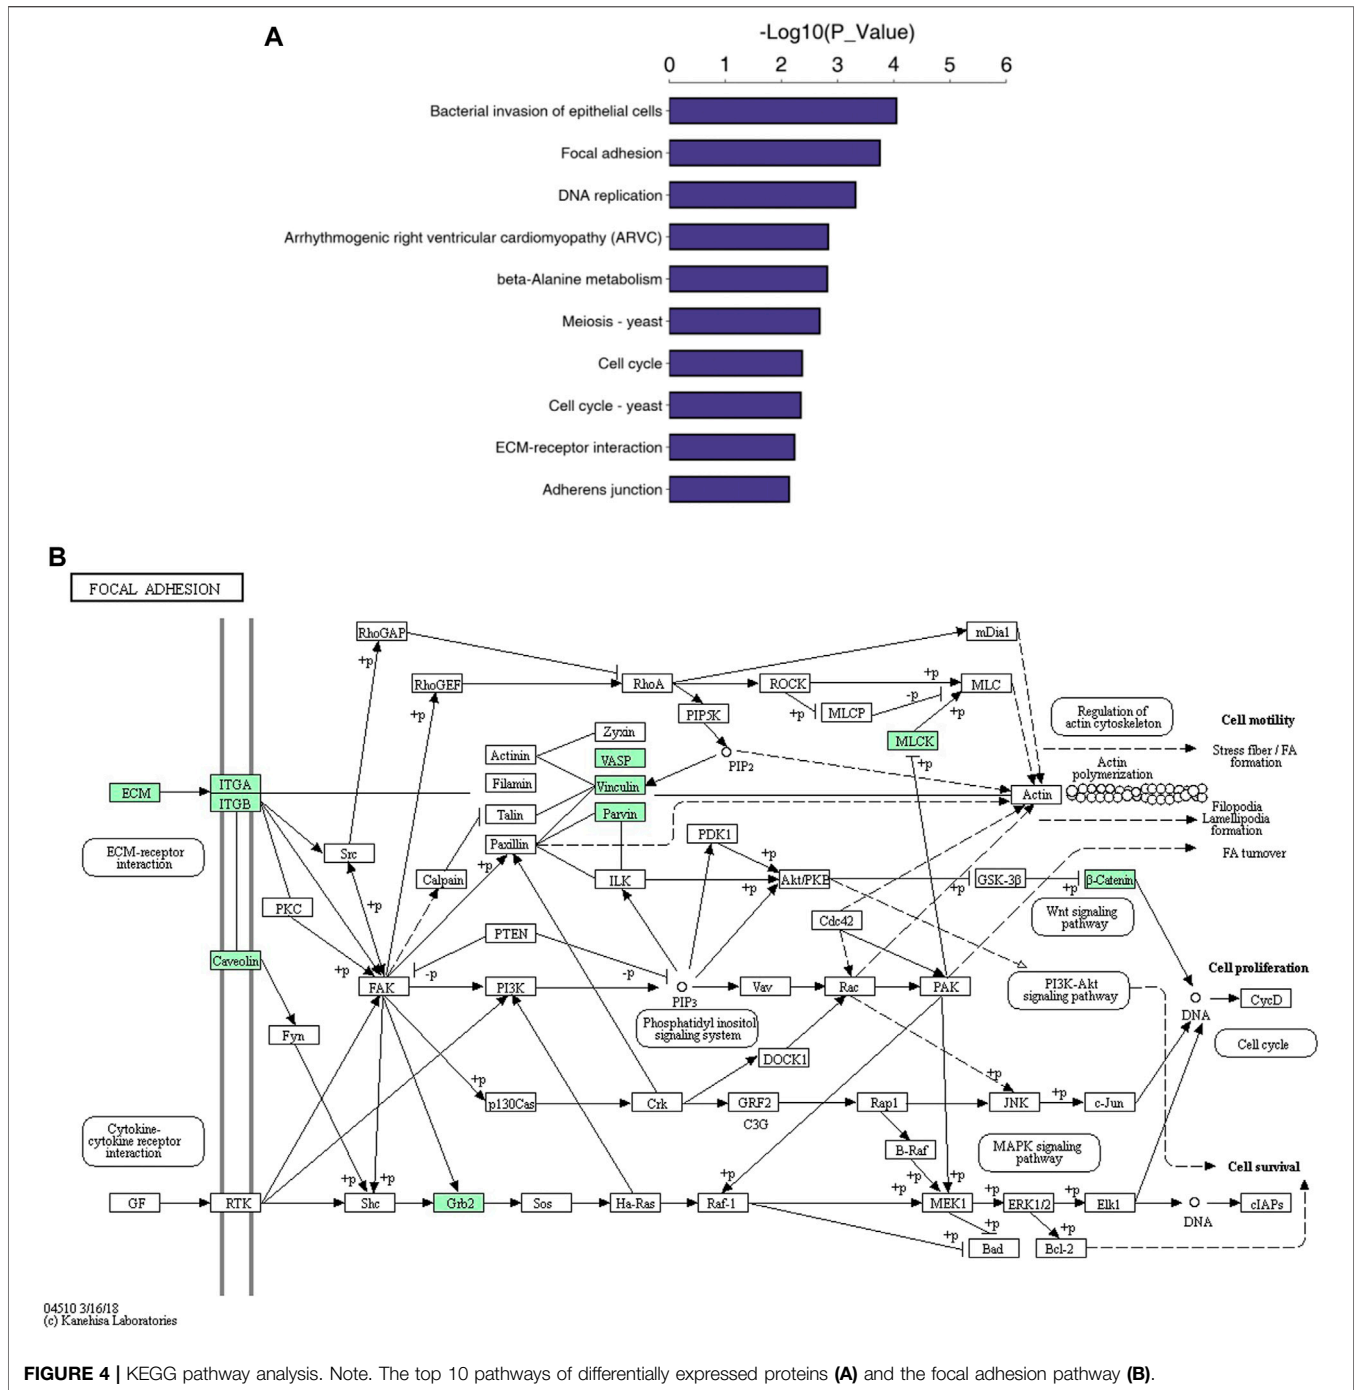 A
-Log10(P_Value)
0 1 2 3 4 5 6
Bacterial invasion of epithelial cells
Focal adhesion
DNA replication
Arrhythmogenic right ventricular cardiomyopathy (ARVC)
beta-Alanine metabolism
Meiosis - yeast
Cell cycle
Cell cycle - yeast
ECM-receptor interaction
Adherens junction
B
FOCAL ADHESION
RhoGAP
mDia1
+p
RhoGEF
RhoA
ROCK
+p
MLC
-p
+p
PIP5K
+p
MLCP
+p
Regulation of
actin cytoskeleton
Cell motility
Zyxin
MLCK
Actinin
VASP
PIP2
+p
Stress fiber / FA
formation
Actin
polymerization
ECM
ITGA
ITGB
Filamin
Vinculin
Actin
Talin
Parvin
Filopodia
Lamellipodia
formation
ECM-receptor
interaction
Src
Paxillin
PDK1
FA turnover
+p
+p
Calpain
ILK
+p
Akt/PKB
+p
GSK-3β
+p
β-Catenin
PKC
+p
Cdc42
Wnt signaling
pathway
PTEN
Caveolin
+p
-p
-p
Cell proliferation
FAK
PI3K
PIP3
Vav
Rac
PAK
PI3K-Akt
signaling pathway
DNA
CycD
Fyn
Phosphatidyl inositol
signaling system
Cell cycle
DOCK1
+p
+p
p130Cas
Crk
GRF2
C3G
Rap1
JNK
+p
c-Jun
Cytokine-
cytokine receptor
interaction
B-Raf
MAPK signaling
pathway
Cell survival
+p
+p
+p
+p
+p
+p
+p
GF
RTK
Shc
Grb2
Sos
Ha-Ras
Raf-1
MEK1
ERK1/2
Elk1
DNA
cIAPs
+p
+p
+p
Bad
Bcl-2
04510 3/16/18
(c) Kanehisa Laboratories
FIGURE 4 | KEGG pathway analysis. Note. The top 10 pathways of differentially expressed proteins (A) and the focal adhesion pathway (B).